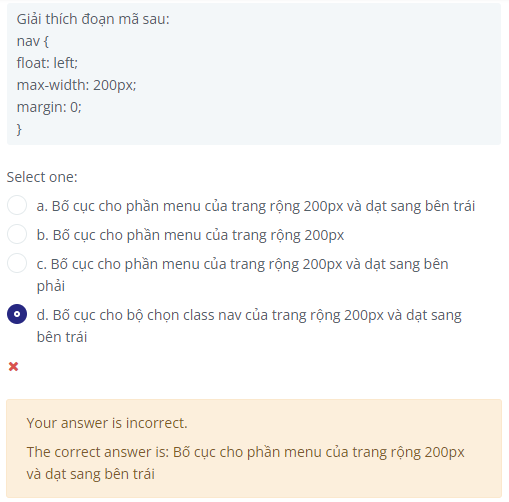 Giải thích đoạn mã sau:
nav {
float: left;
max-width: 200px;
margin: 0;
}
Select one:
a. Bố cục cho phần menu của trang rộng 200px và dạt sang bên trái
b. Bố cục cho phần menu của trang rộng 200px
c. Bố cục cho phần menu của trang rộng 200px và dạt sang bên
phải
d. Bố cục cho bộ chọn class nav của trang rộng 200px và dạt sang
bên trái
Your answer is incorrect.
The correct answer is: Bố cục cho phần menu của trang rộng 200px
và dạt sang bên trái